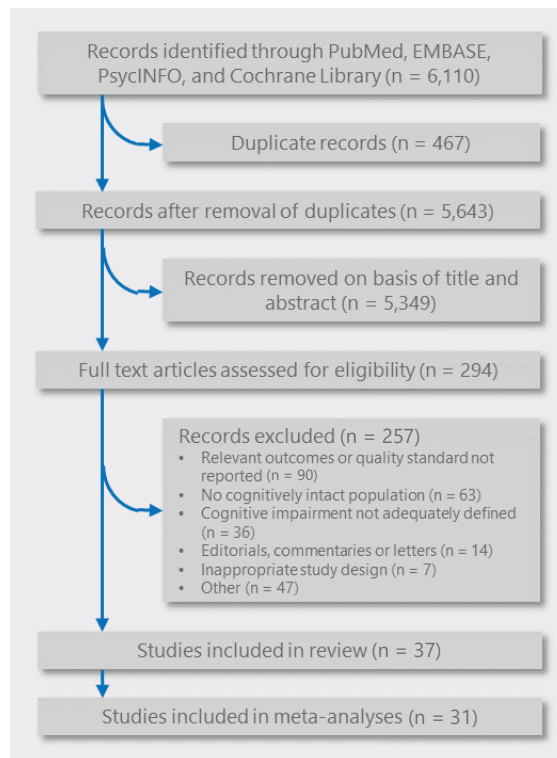 Records identified through PubMed, EMBASE,
PsycINFO, and Cochrane Library (n = 6,110)
Duplicate records (n = 467)
Records after removal of duplicates (n = 5,643)
Records removed on basis of title and
abstract (n = 5,349)
Full text articles assessed for eligibility (n = 294)
Records excluded (n = 257)
• Relevant outcomes or quality standard not
reported (n = 90)
• No cognitively intact population (n = 63)
• Cognitive impairment not adequately defined
(n = 36)
• Editorials, commentaries or letters (n = 14)
• Inappropriate study design (n = 7)
• Other (n = 47)
Studies included in review (n = 37)
Studies included in meta-analyses (n = 31)